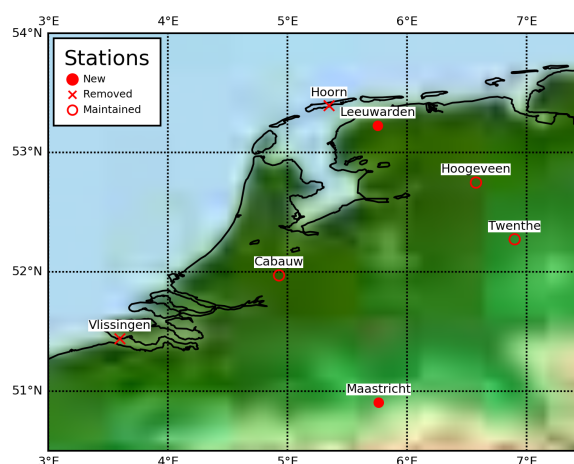 3°E 4°E 5°E 6°E 7°E
54°N
Stations
New
Removed
Maintained
Hoorn
Leeuwarden
53°N
Hoogeveen
Twenthe
Cabauw
52°N
Vlissingen
51°N
Maastricht
3°E 4°E 5°E 6°E 7°E